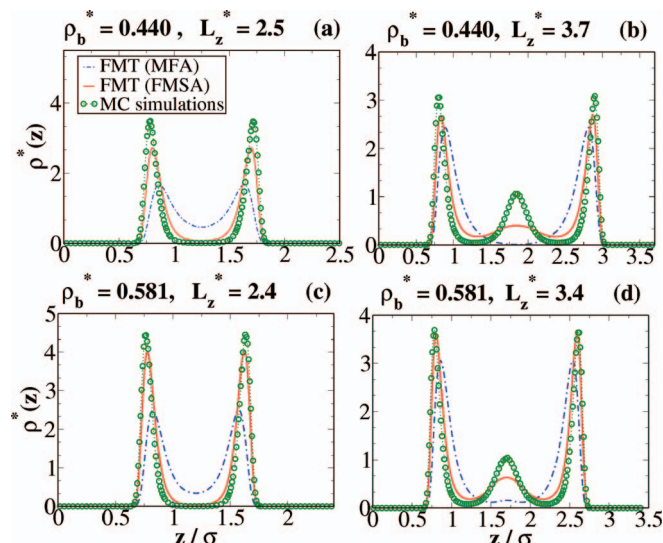 ρb* = 0.440 , Lz* = 2.5 (a)
ρb* = 0.440, Lz* = 3.7 (b)
FMT (MFA)
FMT (FMSA)
MC simulations
ρ*(z)
4
2
0
0 0.5 1 1.5 2 2.5
4
3
2
1
0
0 0.5 1 1.5 2 2.5 3 3.5
ρb* = 0.581, Lz* = 2.4 (c)
ρb* = 0.581, Lz* = 3.4 (d)
ρ*(z)
5
4
3
2
1
0
0 0.5 1 1.5 2
z / σ
4
3
2
1
0
0 0.5 1 1.5 2 2.5 3 3.5
z / σ